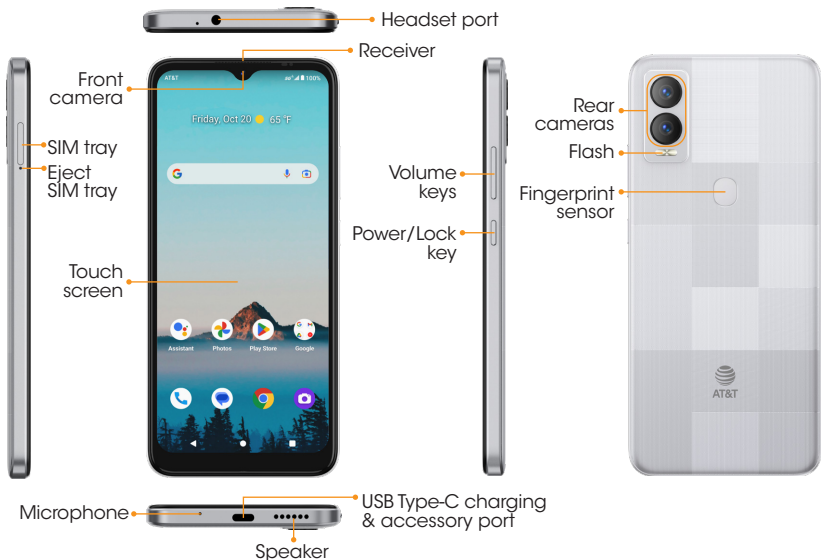 Headset port
Receiver
Front
camera
SIM tray
Eject
SIM tray
Touch
screen
AT&T
100%
Friday, Oct 20
65 °F
G
Assistant
Photos
Play Store
Google
Volume
keys
Power/Lock
key
Rear
cameras
Flash
Fingerprint
sensor
AT&T
Microphone
USB Type-C charging
& accessory port
Speaker